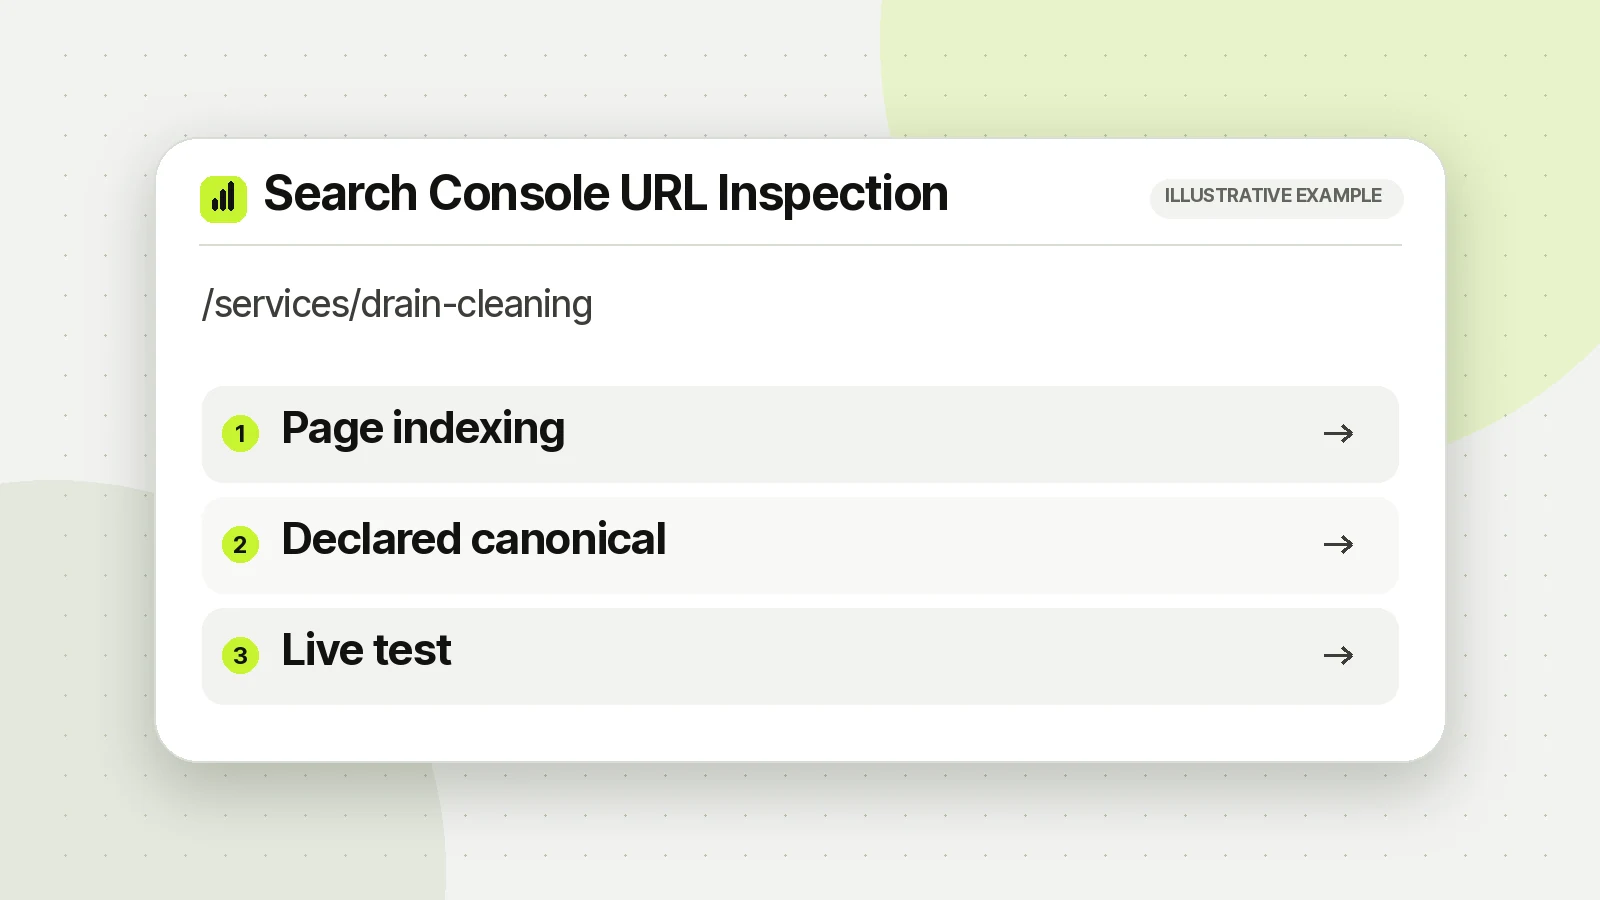 Search Console URL Inspection
ILLUSTRATIVE EXAMPLE
/services/drain-cleaning
1 Page indexing →
2 Declared canonical →
3 Live test →